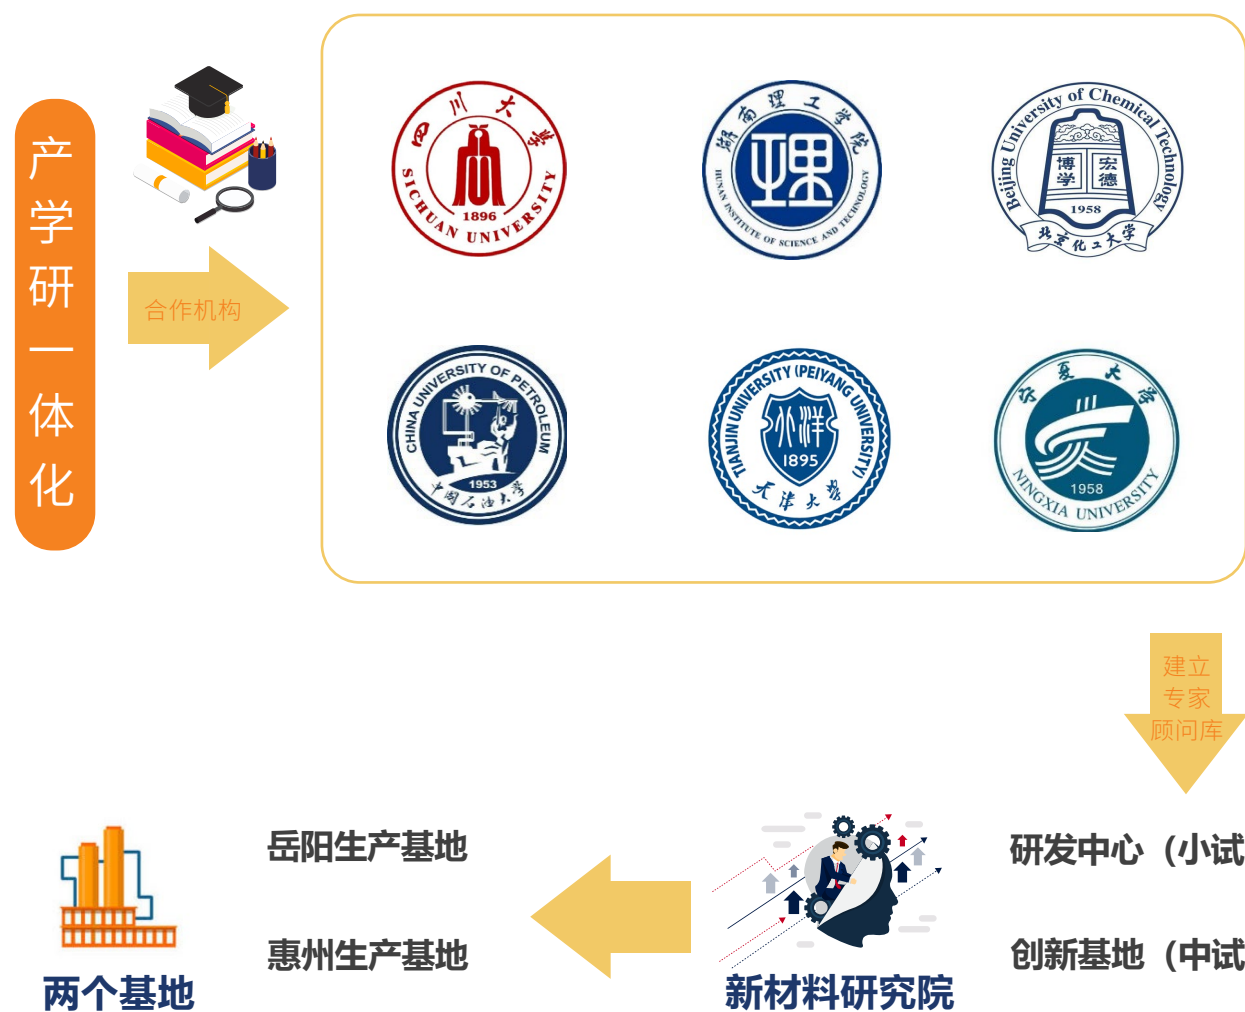 产
学
研
一
体
化
合作机构
四川大学
1896
SICHUAN UNIVERSITY
湖南理工学院
理
HUNAN INSTITUTE OF SCIENCE AND TECHNOLOGY
Beijing University of Chemical Technology
博学
宏德
1958
北京化工大学
CHINA UNIVERSITY OF PETROLEUM
1953
中国石油大学
TIANJIN UNIVERSITY (PEIYANG UNIVERSITY)
北洋
1895
天津大学
宁夏大学
1958
NINGXIA UNIVERSITY
建立
专家
顾问库
岳阳生产基地
惠州生产基地
两个基地
新材料研究院
研发中心（小试
创新基地（中试